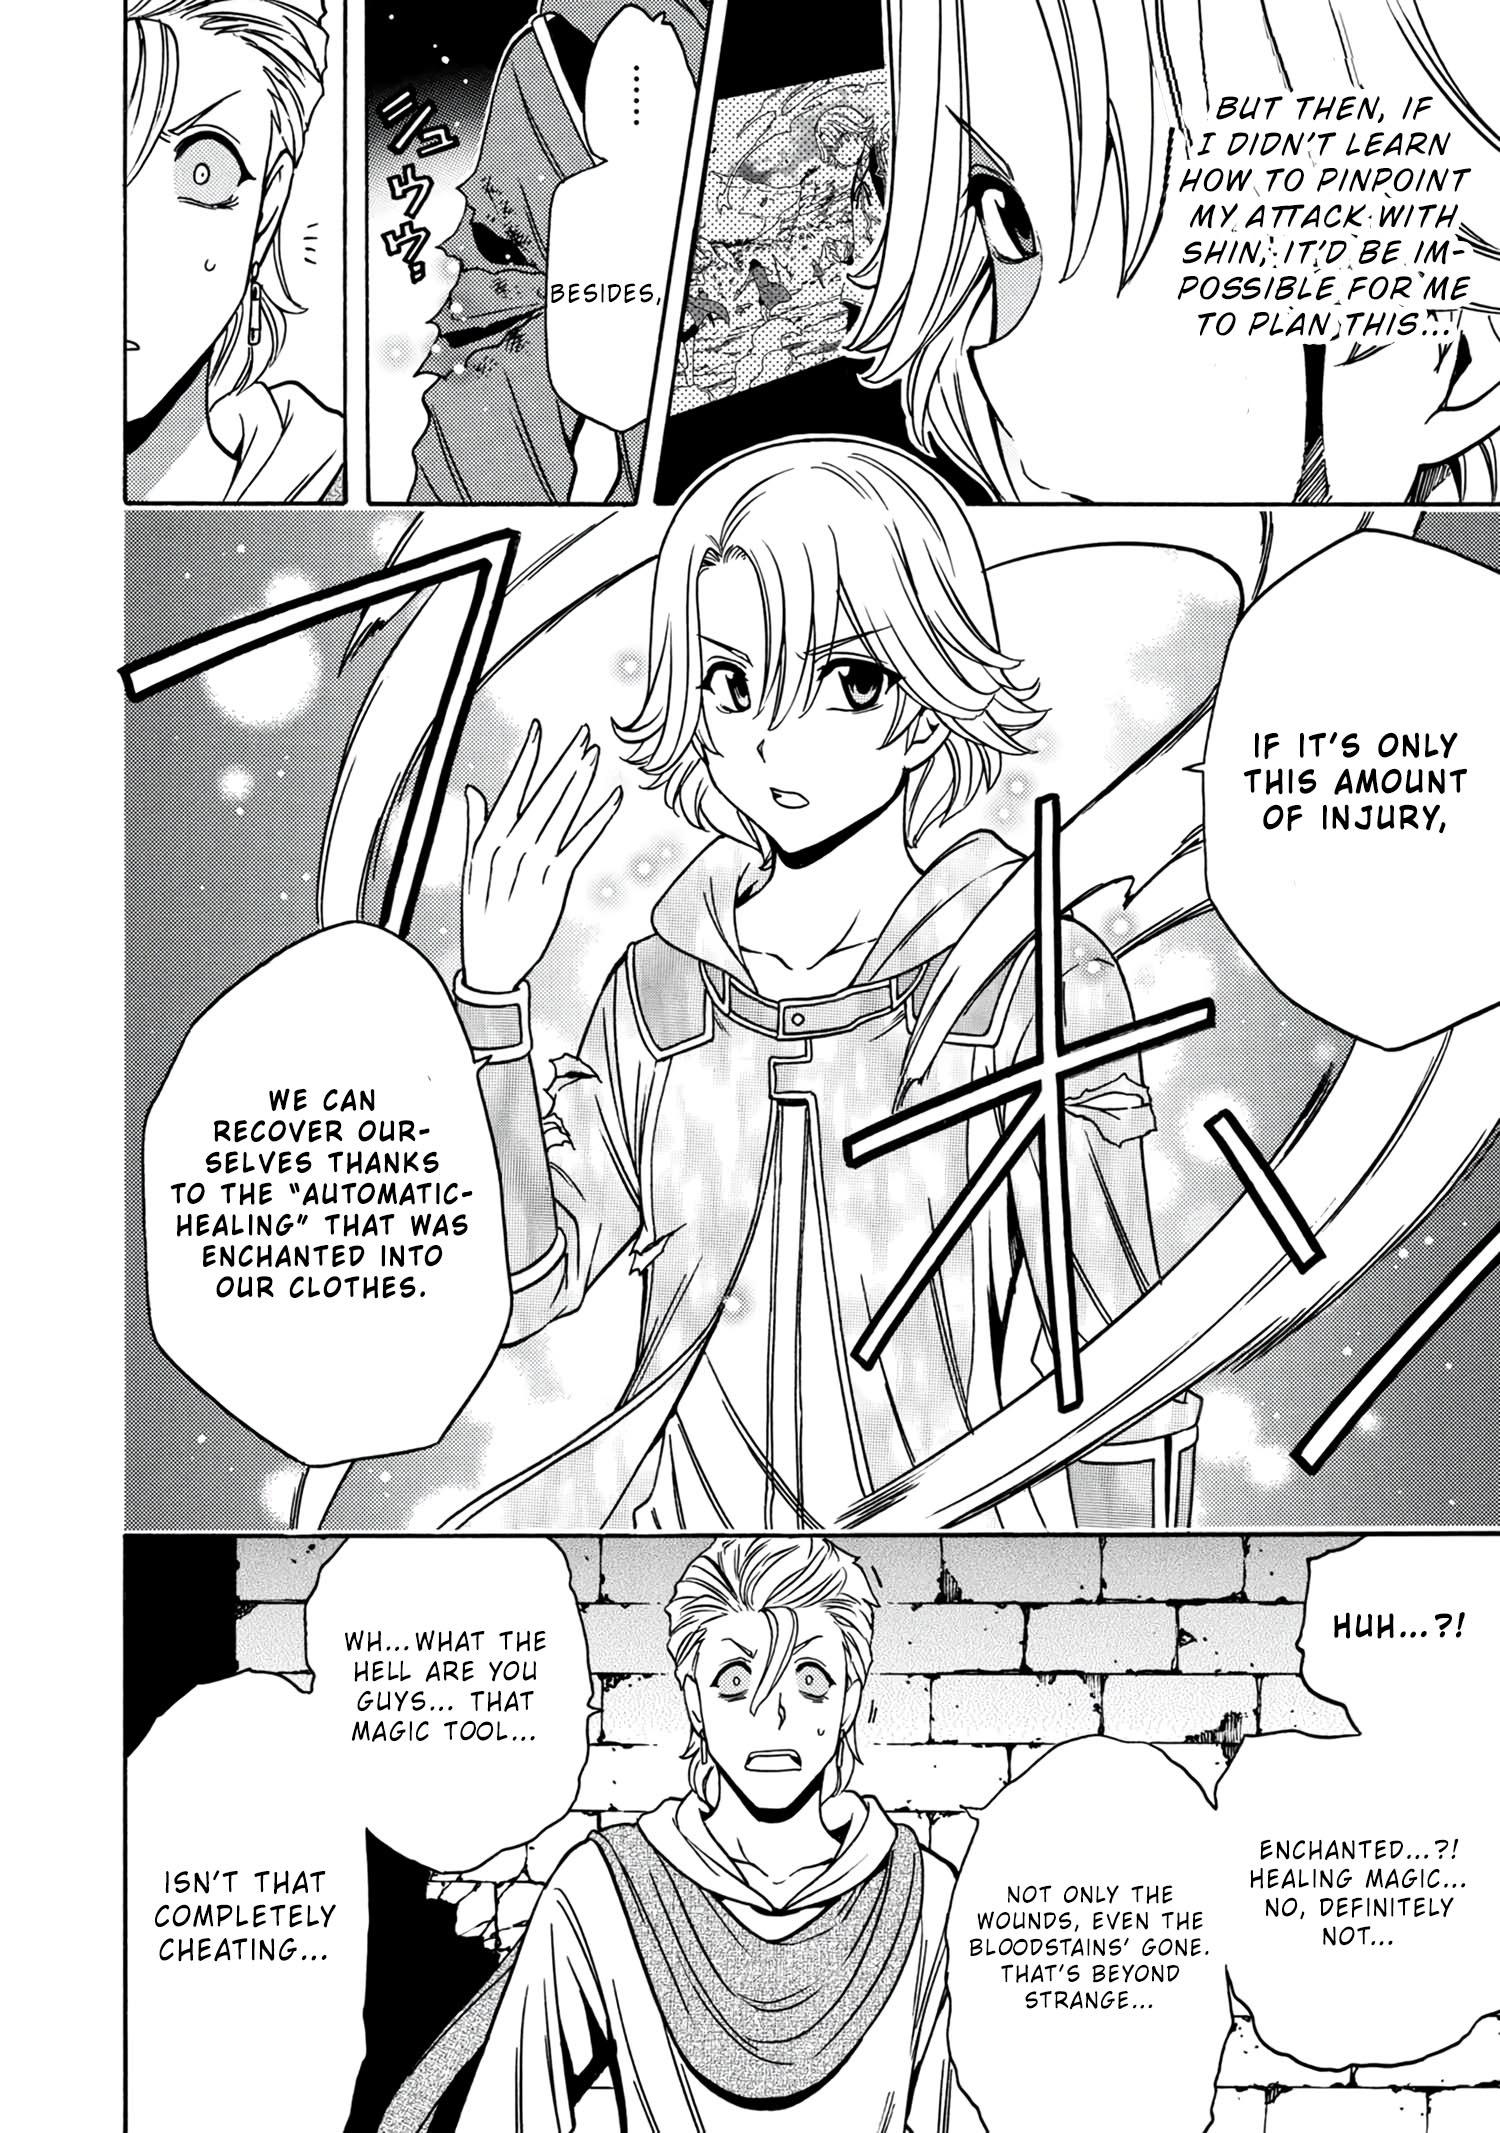 BUT THEN, IF
I DIDN'T LEARN
HOW TO PINPOINT
MY ATTACK WITH
SHIN, IT'D BE IM-
POSSIBLE FOR ME
TO PLAN THIS...
......
BESIDES,
シュウウゥ
IF IT'S ONLY
THIS AMOUNT
OF INJURY,
WE CAN
RECOVER OUR-
SELVES THANKS
TO THE "AUTOMATIC-
HEALING" THAT WAS
ENCHANTED INTO
OUR CLOTHES.
HUH...?!
ENCHANTED...?!
HEALING MAGIC...
NO, DEFINITELY
NOT...
NOT ONLY THE
WOUNDS, EVEN THE
BLOODSTAINS' GONE.
THAT'S BEYOND
STRANGE...
WH...WHAT THE
HELL ARE YOU
GUYS... THAT
MAGIC TOOL...
ISN'T THAT
COMPLETELY
CHEATING...